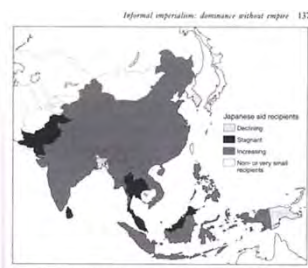 Informal imperialism: dominance without empire 137
Japanese aid recipients
Declining
Stagnant
Increasing
Non- or very small
recipients